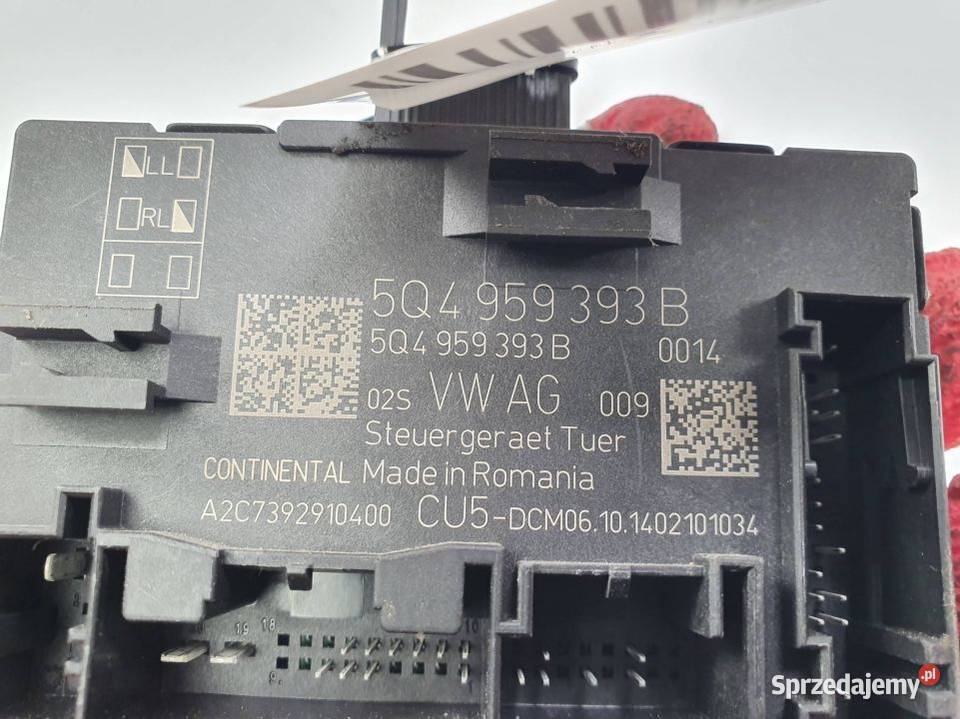 LL
RL
5Q4 959 393 B
5Q4 959 393 B 0014
02S VW AG 009
Steuergeraet Tuer
CONTINENTAL Made in Romania
A2C7392910400 CU5-DCM06.10.1402101034
19 18 10
9
Sprzedajemy.pl